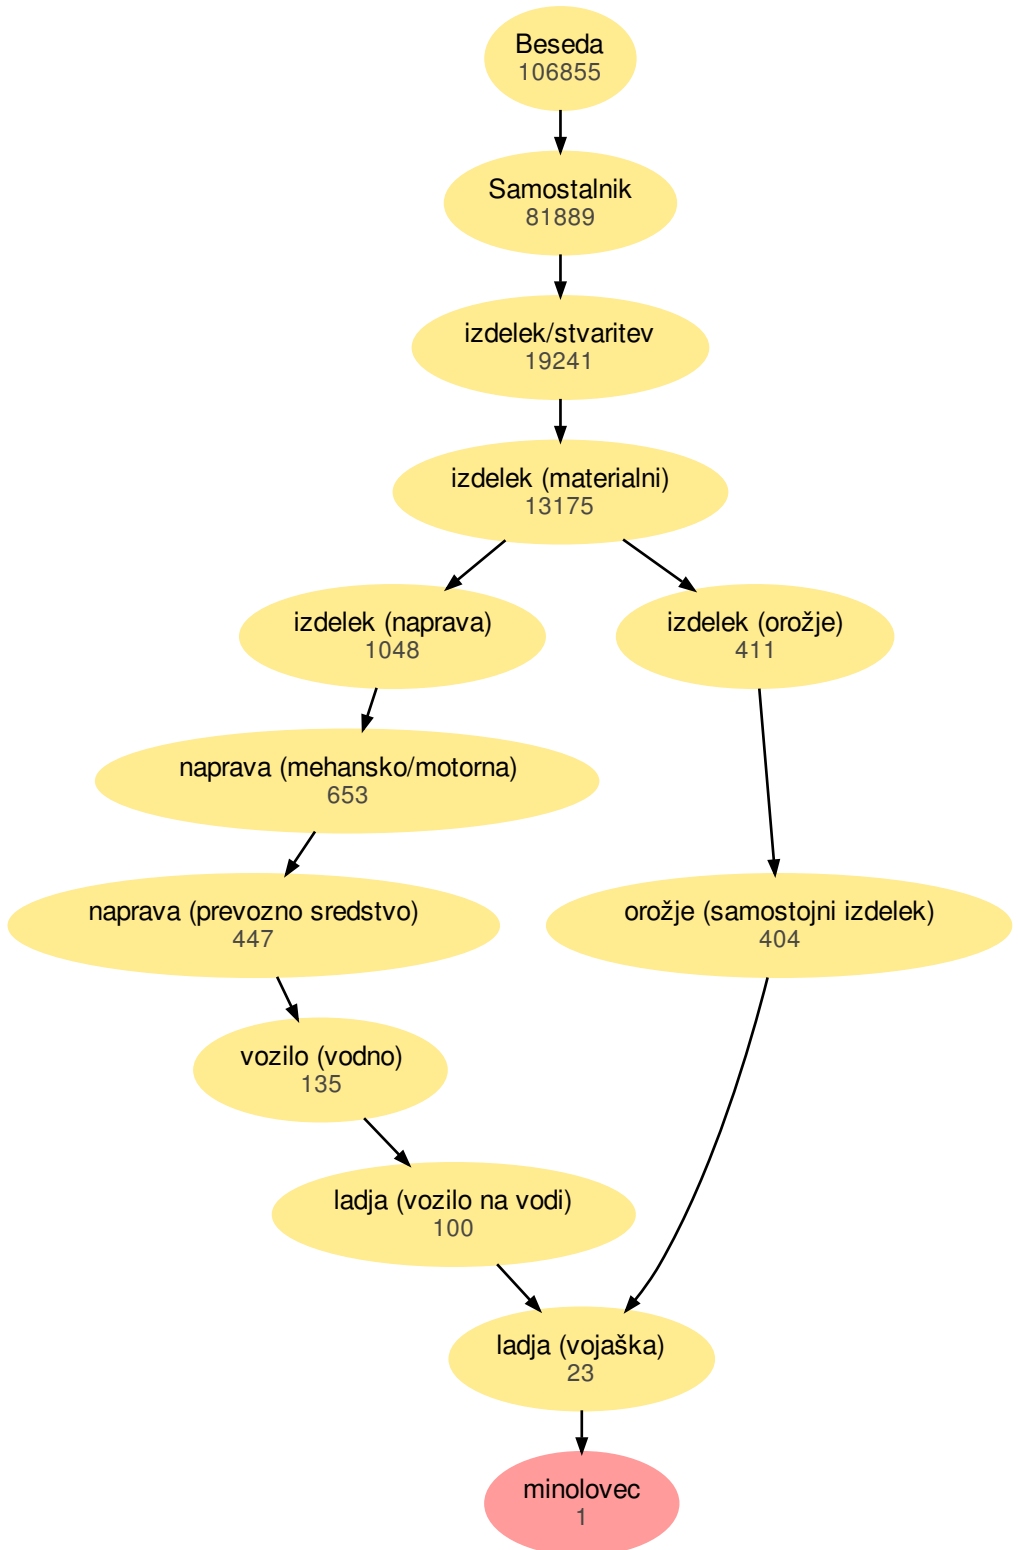 Beseda
106855
Samostalnik
81889
izdelek/stvaritev
19241
izdelek (materialni)
13175
izdelek (naprava)
1048
izdelek (orožje)
411
naprava (mehansko/motorna)
653
naprava (prevozno sredstvo)
447
orožje (samostojni izdelek)
404
vozilo (vodno)
135
ladja (vozilo na vodi)
100
ladja (vojaška)
23
minolovec
1